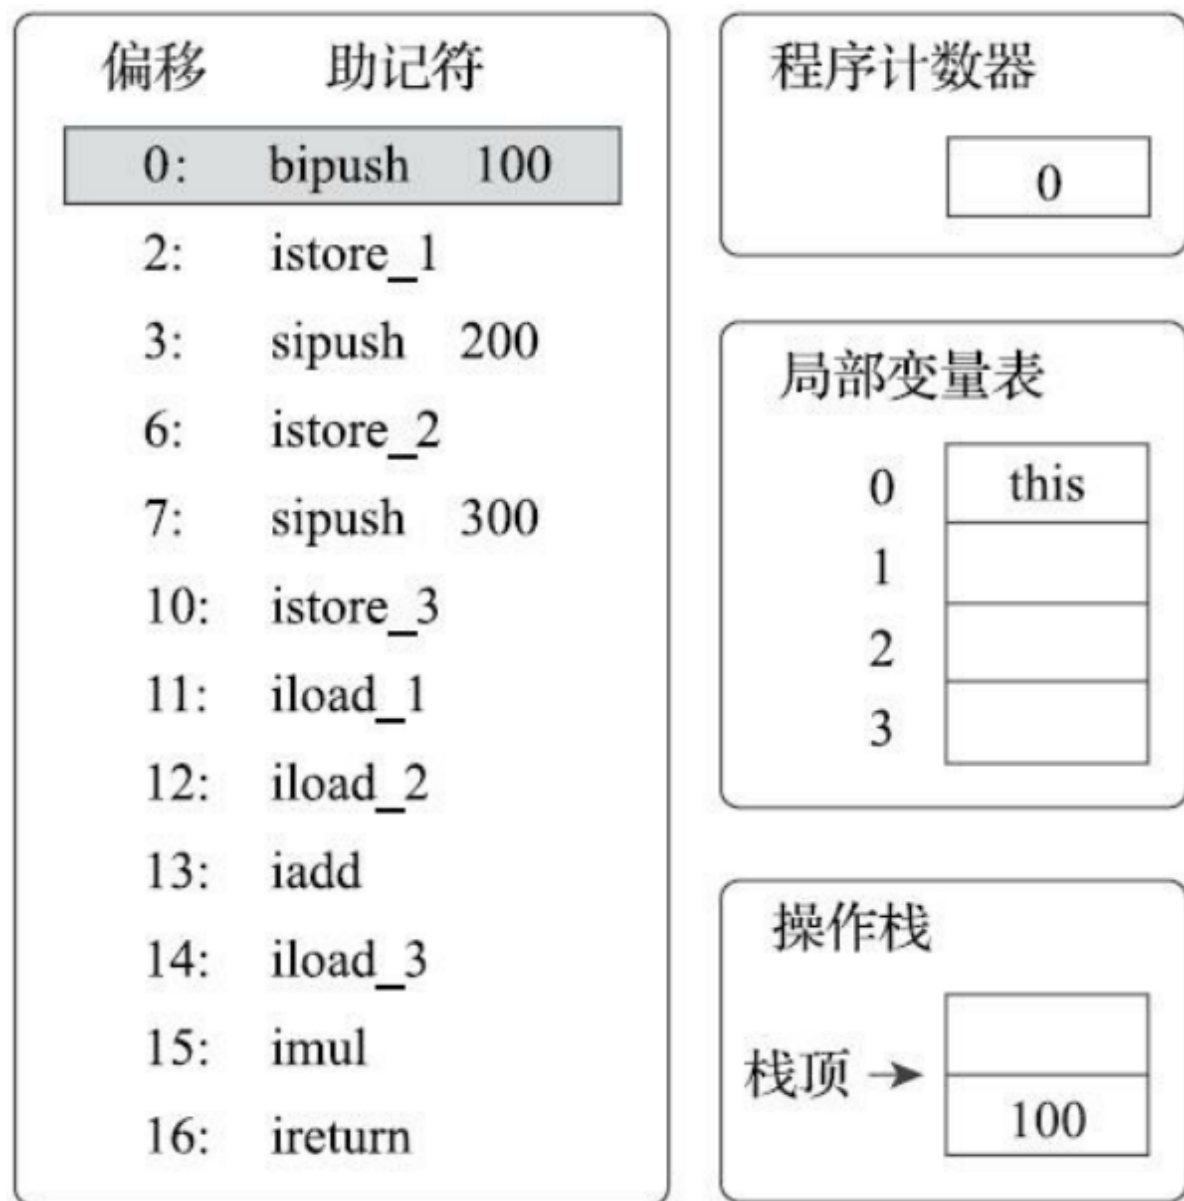 偏移 助记符
0: bipush 100
2: istore_1
3: sipush 200
6: istore_2
7: sipush 300
10: istore_3
11: iload_1
12: iload_2
13: iadd
14: iload_3
15: imul
16: ireturn
程序计数器
0
局部变量表
0 this
1
2
3
操作栈
栈顶
100